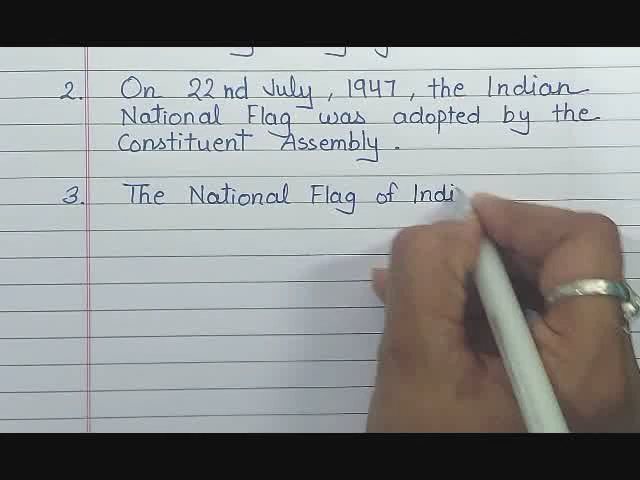 2. On 22nd July, 1947, the Indian
National Flag was adopted by the
Constituent Assembly.
3. The National Flag of Indi